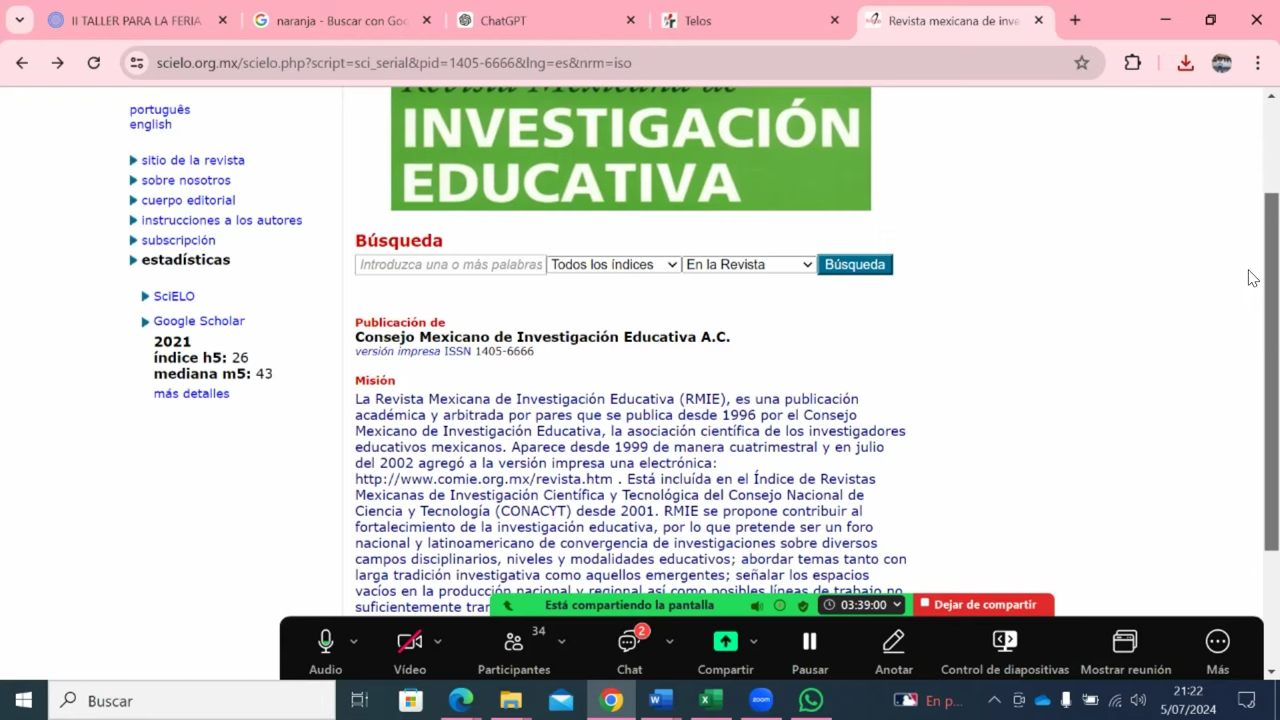 II TALLER PARA LA FERIA
naranja - Buscar con Goo
ChatGPT
Telos
Revista mexicana de inve
scielo.org.mx/scielo.php?script=sci_serial&pid=1405-6666&lng=es&nrm=iso
português
english
sitio de la revista
sobre nosotros
cuerpo editorial
instrucciones a los autores
subscripción
estadísticas
SciELO
Google Scholar
2021
índice h5: 26
mediana m5: 43
más detalles
Revista Mexicana de
INVESTIGACIÓN
EDUCATIVA
Búsqueda
Introduzca una o más palabras
Todos los índices
En la Revista
Búsqueda
Publicación de
Consejo Mexicano de Investigación Educativa A.C.
versión impresa ISSN 1405-6666
Misión
La Revista Mexicana de Investigación Educativa (RMIE), es una publicación
académica y arbitrada por pares que se publica desde 1996 por el Consejo
Mexicano de Investigación Educativa, la asociación científica de los investigadores
educativos mexicanos. Aparece desde 1999 de manera cuatrimestral y en julio
del 2002 agregó a la versión impresa una electrónica:
http://www.comie.org.mx/revista.htm . Está incluída en el Índice de Revistas
Mexicanas de Investigación Científica y Tecnológica del Consejo Nacional de
Ciencia y Tecnología (CONACYT) desde 2001. RMIE se propone contribuir al
fortalecimiento de la investigación educativa, por lo que pretende ser un foro
nacional y latinoamericano de convergencia de investigaciones sobre diversos
campos disciplinarios, niveles y modalidades educativos; abordar temas tanto con
larga tradición investigativa como aquellos emergentes; señalar los espacios
vacíos en la producción nacional y regional así como posibles líneas de trabajo no
suficientemente
Está compartiendo la pantalla
03:39:00
Dejar de compartir
34
2
Audio
Vídeo
Participantes
Chat
Compartir
Pausar
Anotar
Control de diapositivas
Mostrar reunión
Más
Buscar
zoom
En p...
21:22
5/07/2024